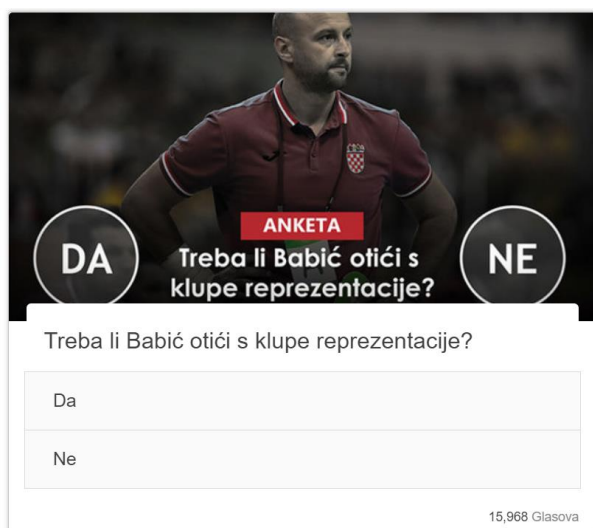 ANKETA
DA
Treba li Babić otići s
klupe reprezentacije?
NE
Treba li Babić otići s klupe reprezentacije?
Da
Ne
15,968 Glasova